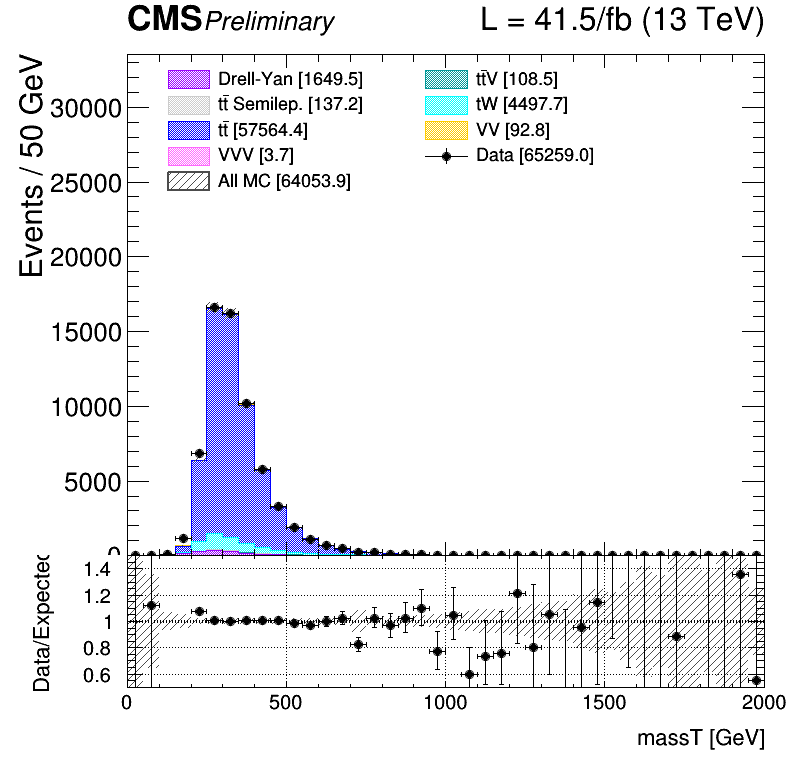 CMS Preliminary L = 41.5/fb (13 TeV)
Events / 50 GeV
30000
25000
20000
15000
10000
5000
0
Drell-Yan [1649.5]
tt̄ Semilep. [137.2]
tt̄ [57564.4]
VVV [3.7]
All MC [64053.9]
tt̄V [108.5]
tW [4497.7]
VV [92.8]
Data [65259.0]
Data/Expected
1.4
1.2
1
0.8
0.6
0 500 1000 1500 2000
massT [GeV]